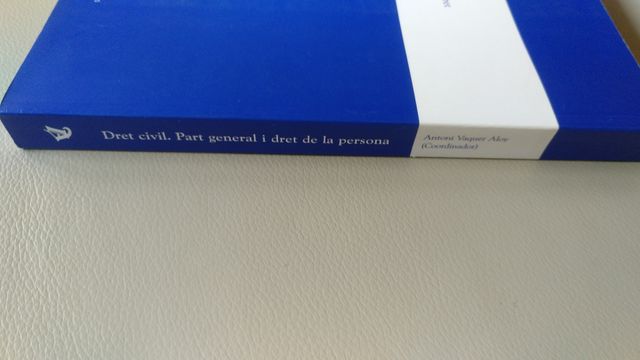 Dret civil. Part general i dret de la persona
Antoni Vaquer Aloy
(Coordinador)